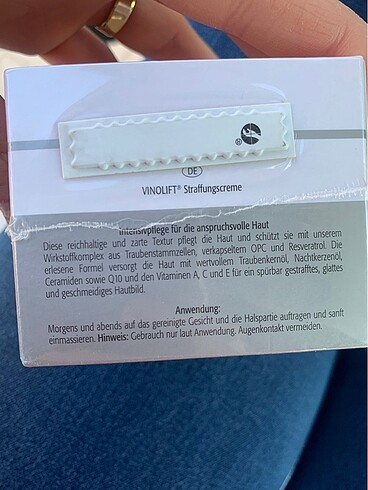 ®
DE
VINOLIFT® Straffungscreme
Intensivpflege für die anspruchsvolle Haut
Diese reichhaltige und zarte Textur pflegt die Haut und schützt sie mit unserem
Wirkstoffkomplex aus Traubenstammzellen, verkapseltem OPC und Resveratrol. Die
erlesene Formel versorgt die Haut mit wertvollem Traubenkernöl, Nachtkerzenöl,
Ceramiden sowie Q10 und den Vitaminen A, C und E für ein spürbar gestrafftes, glattes
und geschmeidiges Hautbild.
Anwendung:
Morgens und abends auf das gereinigte Gesicht und die Halspartie auftragen und sanft
einmassieren. Hinweis: Gebrauch nur laut Anwendung. Augenkontakt vermeiden.